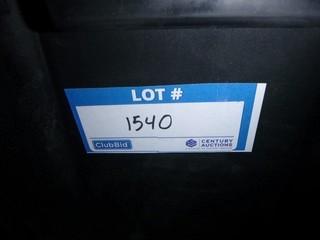 LOT #
1540
ClubBid
CENTURY
AUCTIONS